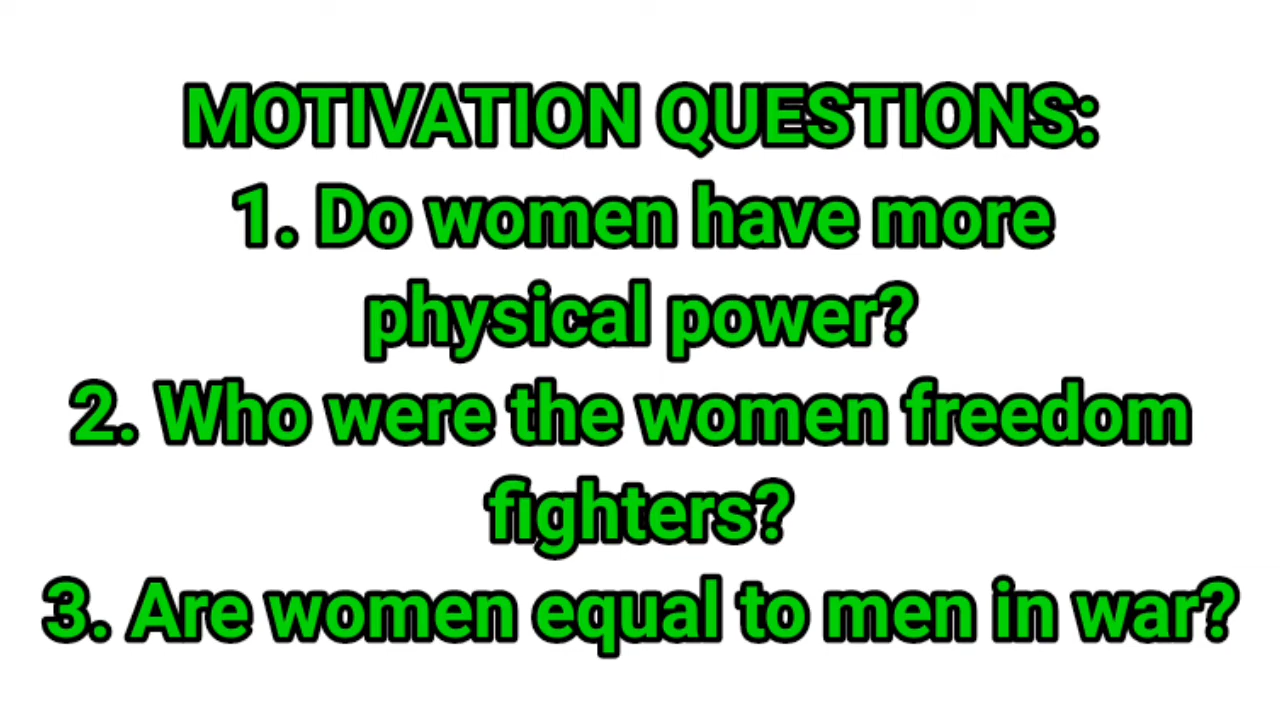 MOTIVATION QUESTIONS:
1. Do women have more
physical power?
2. Who were the women freedom
fighters?
3. Are women equal to men in war?